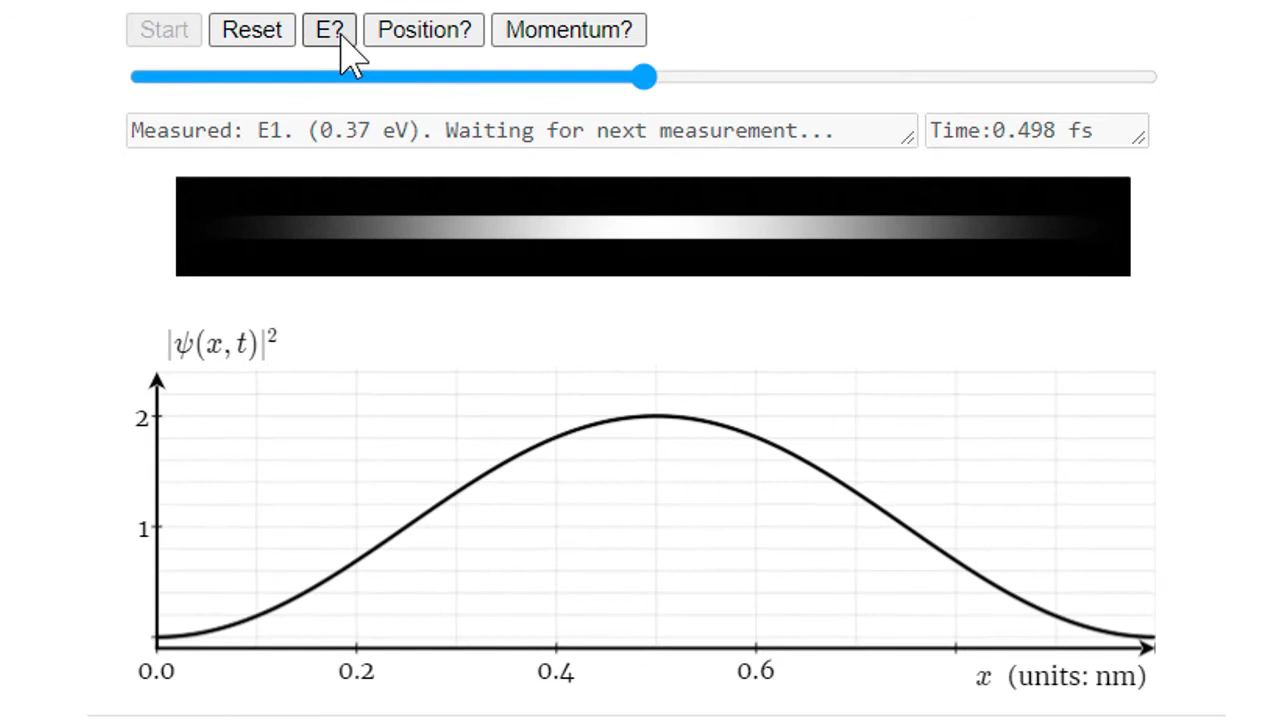 Start Reset E? Position? Momentum?
Measured: E1. (0.37 eV). Waiting for next measurement... Time:0.498 fs
|ψ(x, t)|²
2
1
0.0 0.2 0.4 0.6 x (units: nm)